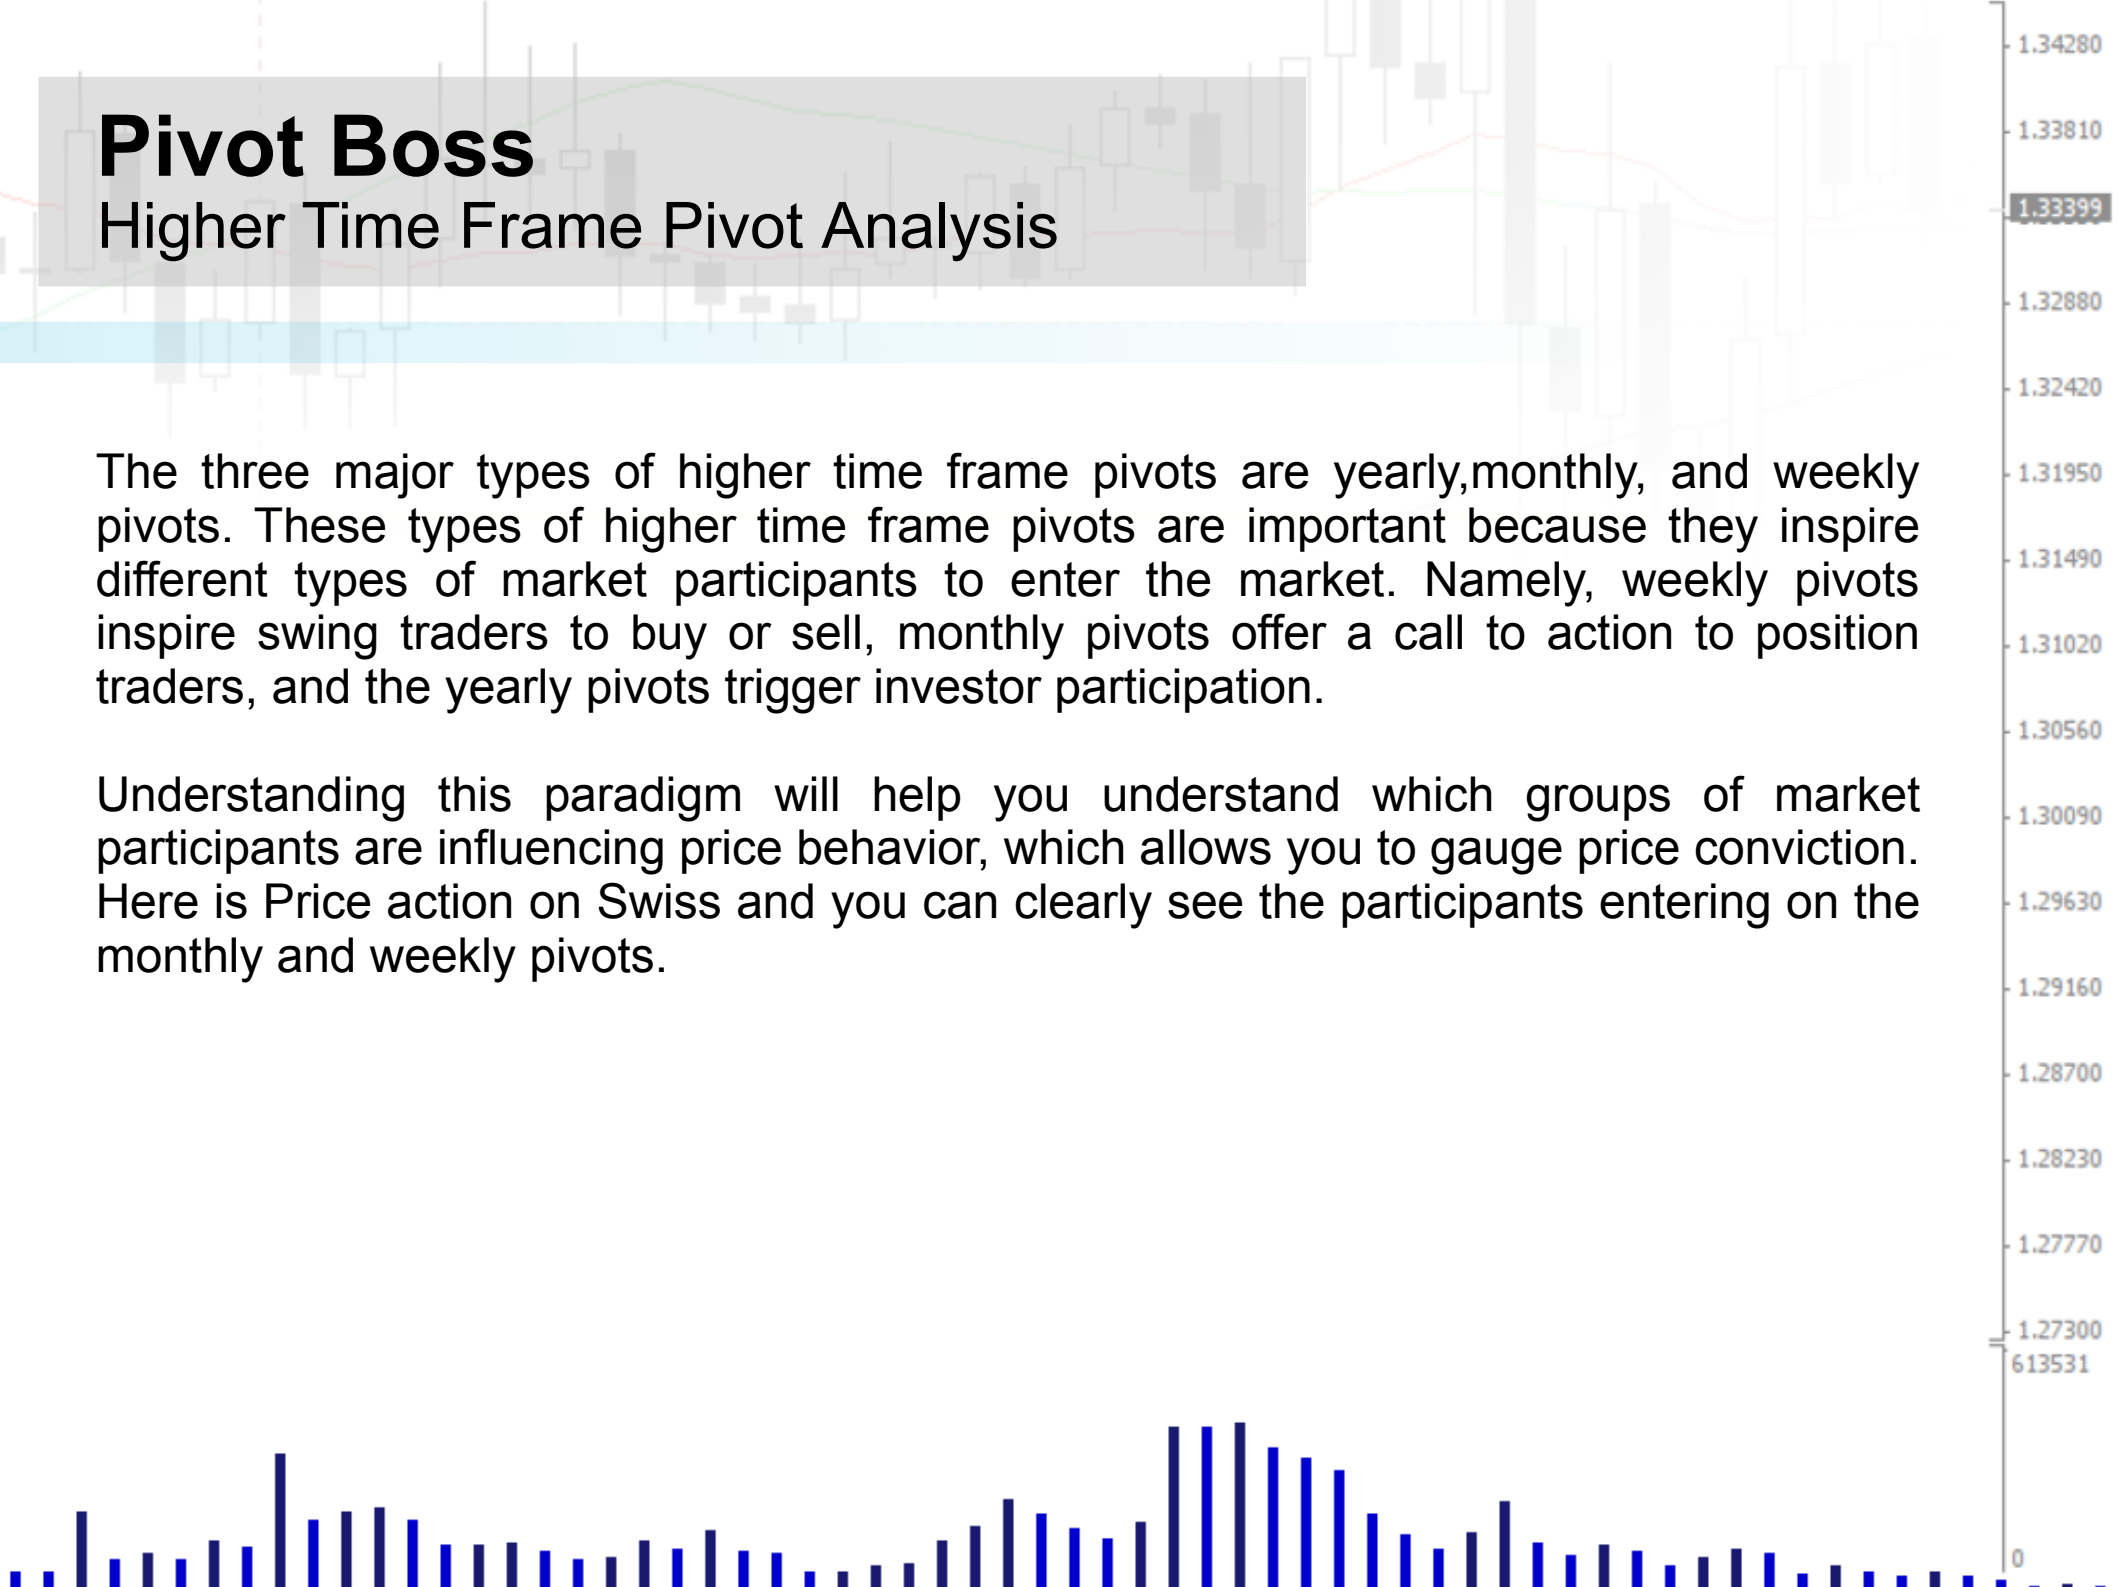 Pivot Boss
Higher Time Frame Pivot Analysis
The three major types of higher time frame pivots are yearly,monthly, and weekly
pivots. These types of higher time frame pivots are important because they inspire
different types of market participants to enter the market. Namely, weekly pivots
inspire swing traders to buy or sell, monthly pivots offer a call to action to position
traders, and the yearly pivots trigger investor participation.
Understanding this paradigm will help you understand which groups of market
participants are influencing price behavior, which allows you to gauge price conviction.
Here is Price action on Swiss and you can clearly see the participants entering on the
monthly and weekly pivots.
1.34280
1.33810
1.33399
1.32880
1.32420
1.31950
1.31490
1.31020
1.30560
1.30090
1.29630
1.29160
1.28700
1.28230
1.27770
1.27300
613531
0